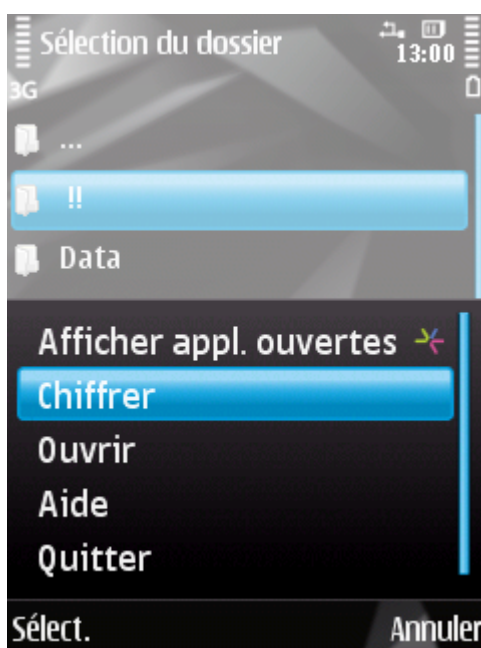 Sélection du dossier
13:00
3G
...
!!
Data
Afficher appl. ouvertes
Chiffrer
Ouvrir
Aide
Quitter
Sélect.
Annuler